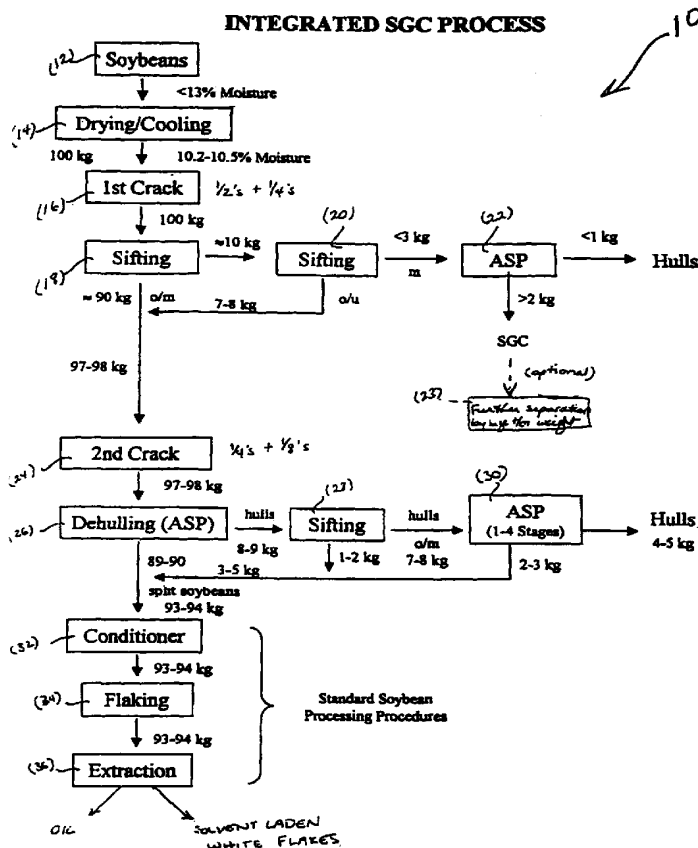 INTEGRATED SGC PROCESS
10
(12)
Soybeans
<13% Moisture
(14)
Drying/Cooling
100 kg
10.2-10.5% Moisture
(16)
1st Crack
1/2's + 1/4's
100 kg
(18)
Sifting
≈10 kg
(20)
Sifting
<3 kg
m
(22)
ASP
<1 kg
Hulls
≈ 90 kg
o/m
7-8 kg
o/u
>2 kg
SGC
(optional)
97-98 kg
(23)
Further separation
by
weight
(24)
2nd Crack
1/4's + 1/8's
97-98 kg
(26)
Dehulling (ASP)
hulls
8-9 kg
(28)
Sifting
hulls
o/m
7-8 kg
(30)
ASP
(1-4 Stages)
Hulls
4-5 kg
89-90
3-5 kg
1-2 kg
2-3 kg
split soybeans
93-94 kg
(32)
Conditioner
93-94 kg
(34)
Flaking
93-94 kg
(36)
Extraction
Standard Soybean
Processing Procedures
OIL
SOLVENT LADEN
WHITE FLAKES